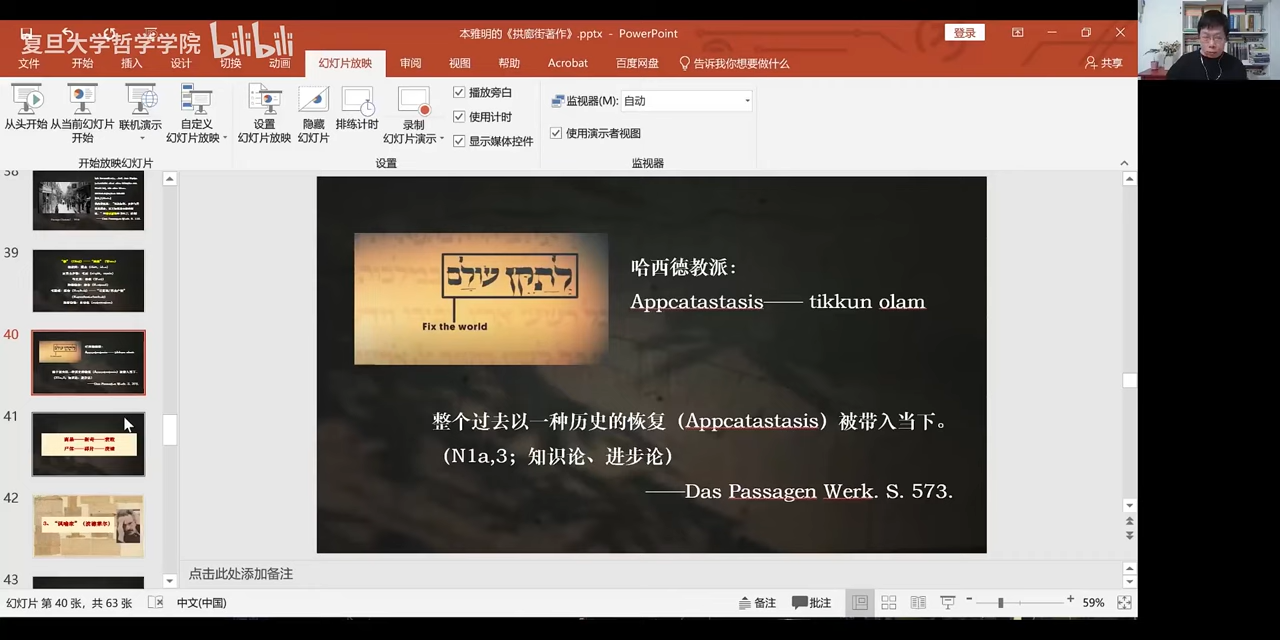 复旦大学哲学学院 bilibili
本雅明的《拱廊街著作》.pptx - PowerPoint
登录
文件 开始 插入 设计 切换 动画 幻灯片放映 审阅 视图 帮助 Acrobat 百度网盘 告诉我你想要做什么
共享
从头开始 从当前幻灯片开始 联机演示 自定义幻灯片放映
设置幻灯片放映 隐藏幻灯片 排练计时 录制幻灯片演示
播放旁白
使用计时
显示媒体控件
监视器(M): 自动
使用演示者视图
开始放映幻灯片 设置 监视器
38
39
40
41
42
3、“拱廊街”（波德莱尔）
43
לְתַקֵּן עוֹלָם
Fix the world
哈西德教派：
Appcatastasis—— tikkun olam
整个过去以一种历史的恢复（Appcatastasis）被带入当下。
（N1a,3；知识论、进步论）
——Das Passagen Werk. S. 573.
点击此处添加备注
幻灯片 第 40 张，共 63 张 中文(中国) 备注 批注 59%